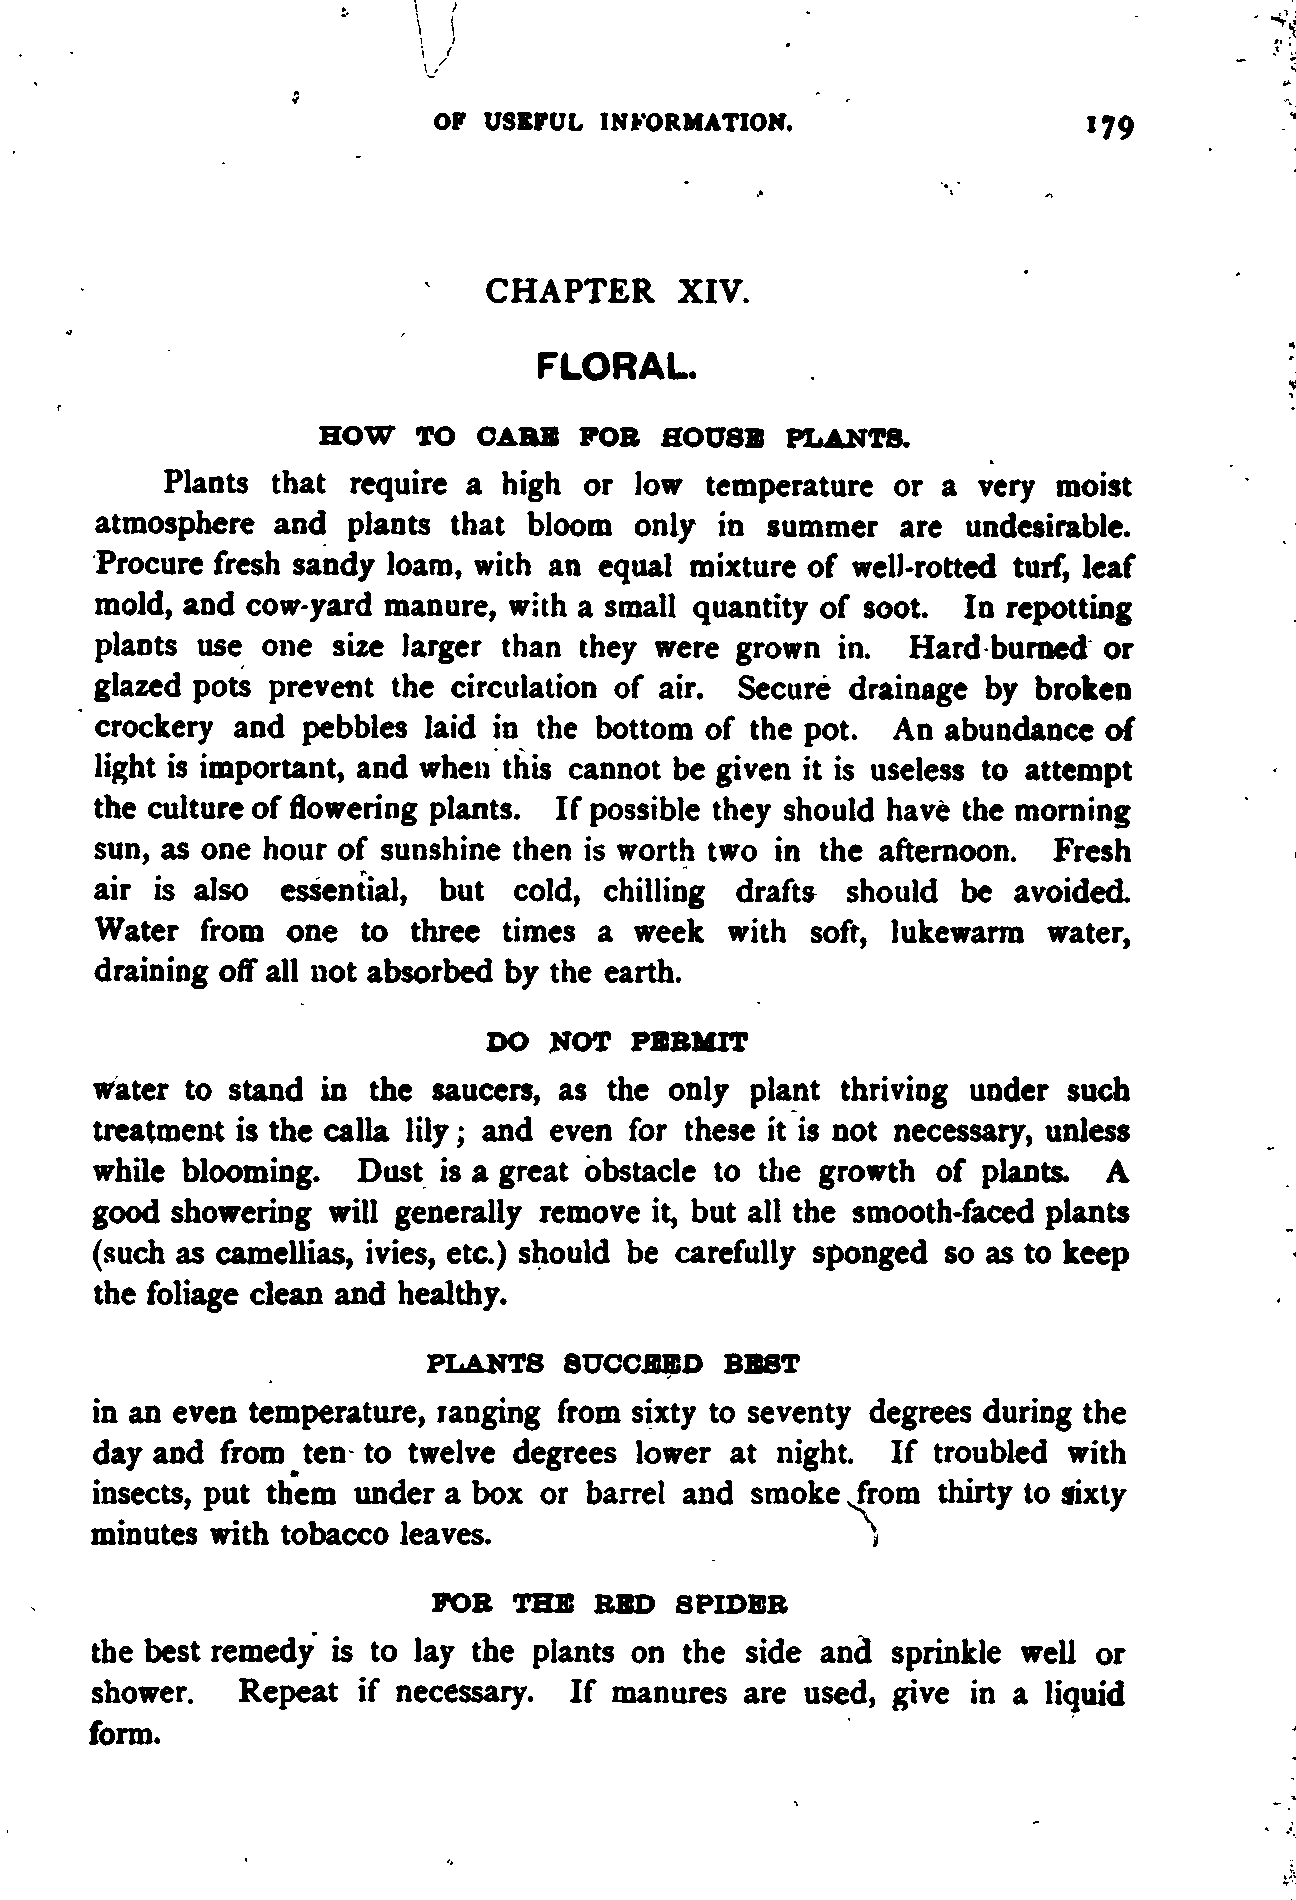 OF USEFUL INFORMATION. 179
CHAPTER XIV.
FLORAL.
HOW TO CARE FOR HOUSE PLANTS.
Plants that require a high or low temperature or a very moist
atmosphere and plants that bloom only in summer are undesirable.
Procure fresh sandy loam, with an equal mixture of well-rotted turf, leaf
mold, and cow-yard manure, with a small quantity of soot. In repotting
plants use one size larger than they were grown in. Hard-burned or
glazed pots prevent the circulation of air. Secure drainage by broken
crockery and pebbles laid in the bottom of the pot. An abundance of
light is important, and when this cannot be given it is useless to attempt
the culture of flowering plants. If possible they should have the morning
sun, as one hour of sunshine then is worth two in the afternoon. Fresh
air is also essential, but cold, chilling drafts should be avoided.
Water from one to three times a week with soft, lukewarm water,
draining off all not absorbed by the earth.
DO NOT PERMIT
water to stand in the saucers, as the only plant thriving under such
treatment is the calla lily; and even for these it is not necessary, unless
while blooming. Dust is a great obstacle to the growth of plants. A
good showering will generally remove it, but all the smooth-faced plants
(such as camellias, ivies, etc.) should be carefully sponged so as to keep
the foliage clean and healthy.
PLANTS SUCCEED BEST
in an even temperature, ranging from sixty to seventy degrees during the
day and from ten to twelve degrees lower at night. If troubled with
insects, put them under a box or barrel and smoke from thirty to sixty
minutes with tobacco leaves.
FOR THE RED SPIDER
the best remedy is to lay the plants on the side and sprinkle well or
shower. Repeat if necessary. If manures are used, give in a liquid
form.